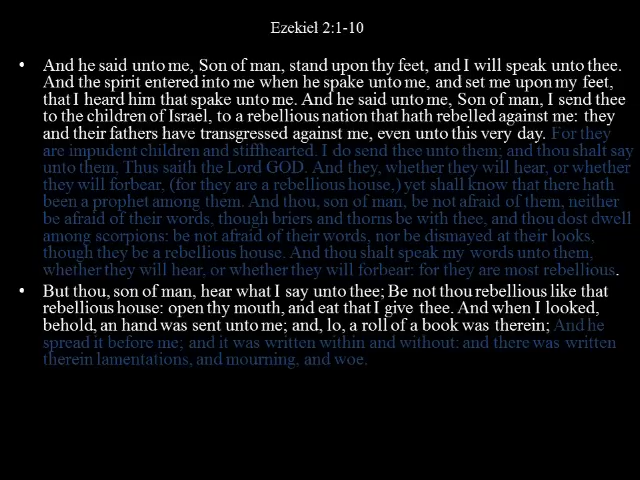 Ezekiel 2:1-10
• And he said unto me, Son of man, stand upon thy feet, and I will speak unto thee.
And the spirit entered into me when he spake unto me, and set me upon my feet,
that I heard him that spake unto me. And he said unto me, Son of man, I send thee
to the children of Israel, to a rebellious nation that hath rebelled against me: they
and their fathers have transgressed against me, even unto this very day. For they
are impudent children and stiffhearted. I do send thee unto them; and thou shalt say
unto them, Thus saith the Lord GOD. And they, whether they will hear, or whether
they will forbear, (for they are a rebellious house,) yet shall know that there hath
been a prophet among them. And thou, son of man, be not afraid of them, neither
be afraid of their words, though briers and thorns be with thee, and thou dost dwell
among scorpions: be not afraid of their words, nor be dismayed at their looks,
though they be a rebellious house. And thou shalt speak my words unto them,
whether they will hear, or whether they will forbear: for they are most rebellious.
• But thou, son of man, hear what I say unto thee; Be not thou rebellious like that
rebellious house: open thy mouth, and eat that I give thee. And when I looked,
behold, an hand was sent unto me; and, lo, a roll of a book was therein; And he
spread it before me; and it was written within and without: and there was written
therein lamentations, and mourning, and woe.